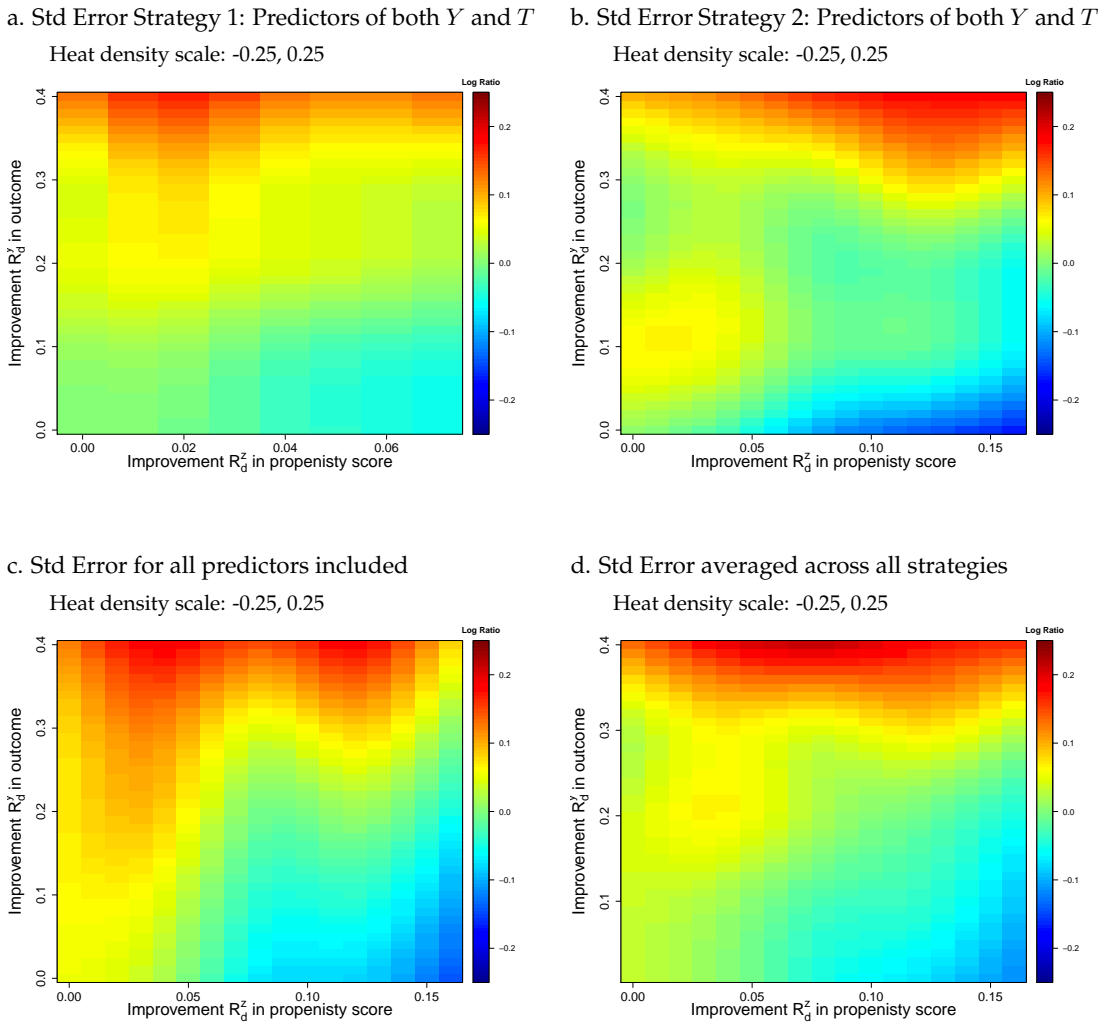 a. Std Error Strategy 1: Predictors of both Y and T
Heat density scale: -0.25, 0.25
Log Ratio
0.4
0.3
0.2
0.1
0.0
Improvement R_d^y in outcome
0.00
0.02
0.04
0.06
Improvement R_d^z in propenisty score
0.2
0.1
0.0
−0.1
−0.2
b. Std Error Strategy 2: Predictors of both Y and T
Heat density scale: -0.25, 0.25
Log Ratio
0.4
0.3
0.2
0.1
0.0
Improvement R_d^y in outcome
0.00
0.05
0.10
0.15
Improvement R_d^z in propenisty score
0.2
0.1
0.0
−0.1
−0.2
c. Std Error for all predictors included
Heat density scale: -0.25, 0.25
Log Ratio
0.4
0.3
0.2
0.1
0.0
Improvement R_d^y in outcome
0.00
0.05
0.10
0.15
Improvement R_d^z in propenisty score
0.2
0.1
0.0
−0.1
−0.2
d. Std Error averaged across all strategies
Heat density scale: -0.25, 0.25
Log Ratio
0.4
0.3
0.2
0.1
Improvement R_d^y in outcome
0.00
0.05
0.10
0.15
Improvement R_d^z in propenisty score
0.2
0.1
0.0
−0.1
−0.2